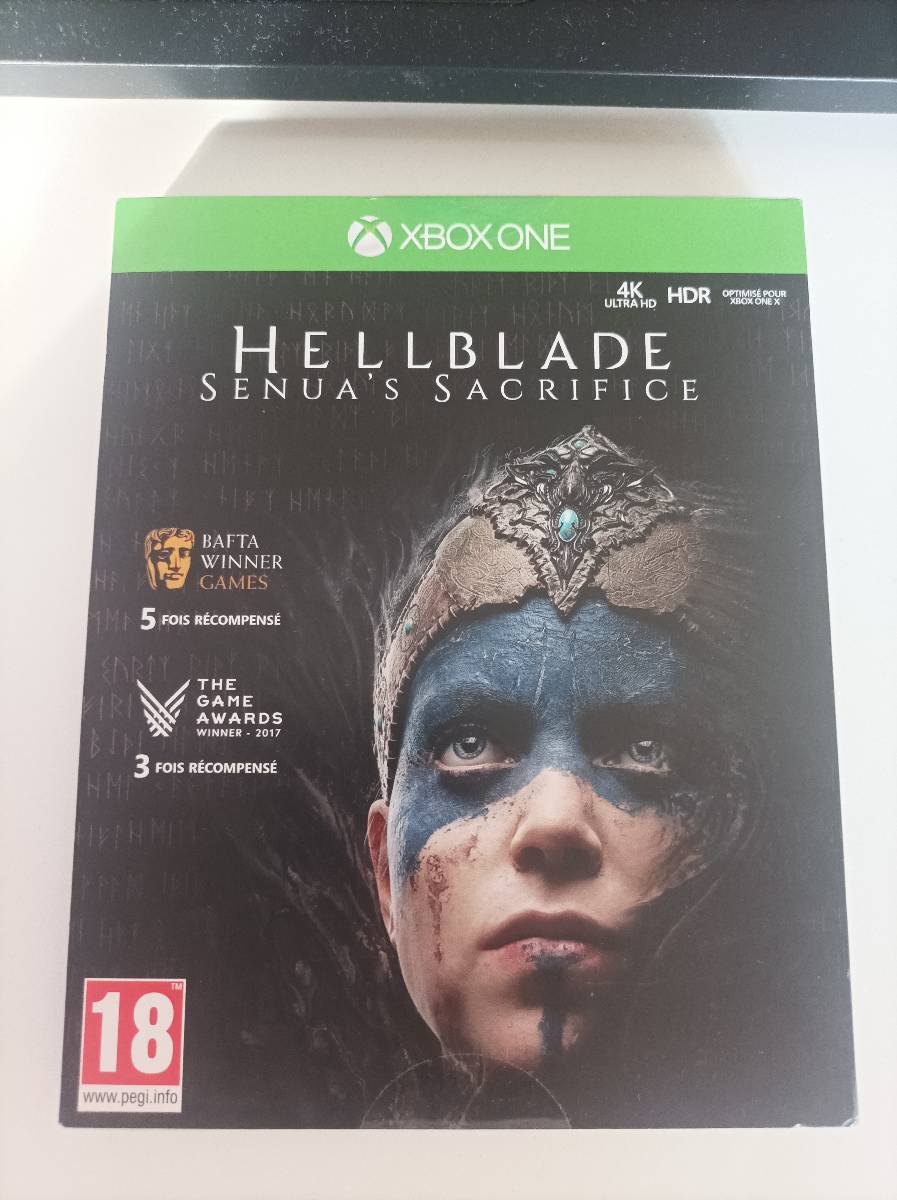 XBOX ONE
4K
ULTRA HD
HDR
OPTIMISÉ POUR
XBOX ONE X
HELLBLADE
SENUA'S SACRIFICE
BAFTA
WINNER
GAMES
5 FOIS RÉCOMPENSÉ
THE
GAME
AWARDS
WINNER - 2017
3 FOIS RÉCOMPENSÉ
18™
www.pegi.info